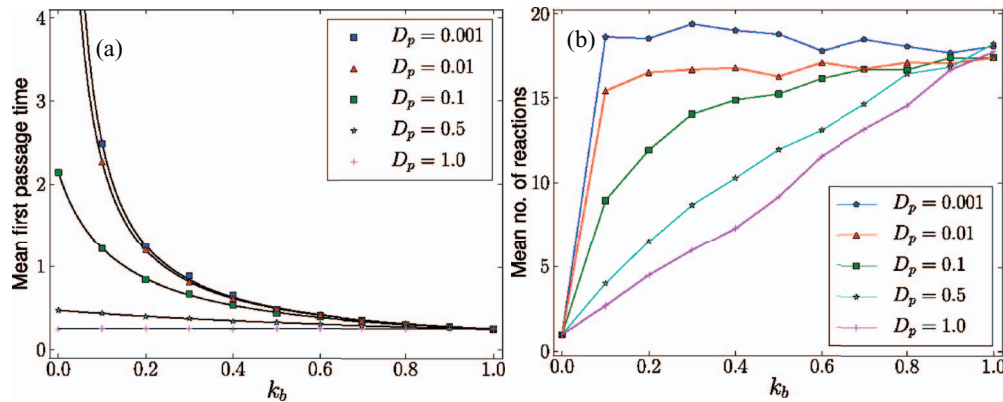 (a)
D_p = 0.001
D_p = 0.01
D_p = 0.1
D_p = 0.5
D_p = 1.0
Mean first passage time
4
3
2
1
0
0.0 0.2 0.4 0.6 0.8 1.0
k_b
(b)
D_p = 0.001
D_p = 0.01
D_p = 0.1
D_p = 0.5
D_p = 1.0
Mean no. of reactions
20
15
10
5
0
0.0 0.2 0.4 0.6 0.8 1.0
k_b